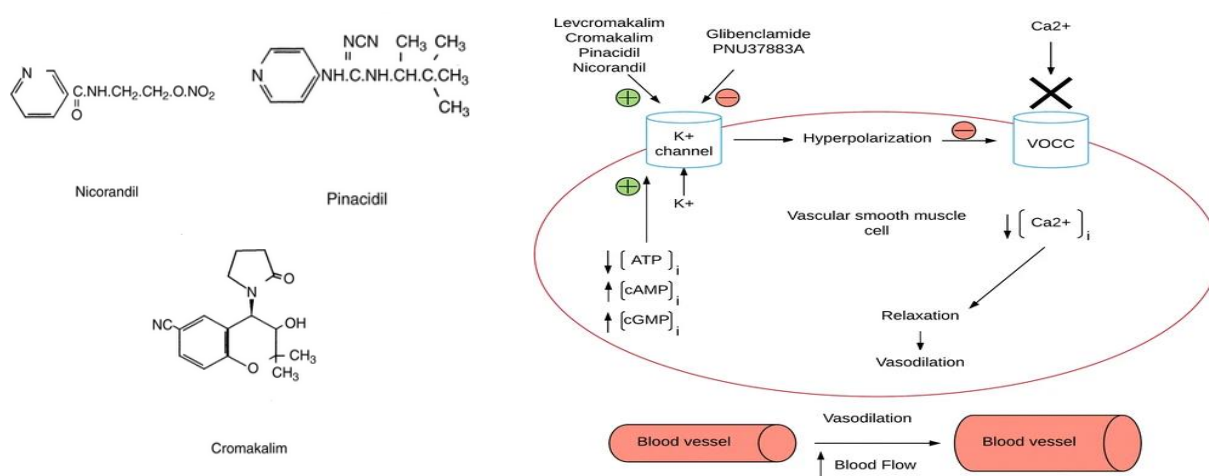 N
C.NH.CH₂.CH₂.O.NO₂
O
Nicorandil
NCN CH₃ CH₃
N NH.C.NH.CH.C.CH₃
CH₃
Pinacidil
N O
NC OH
O CH₃
CH₃
Cromakalim
Levcromakalim
Cromakalim
Pinacidil
Nicorandil
Glibenclamide
PNU37883A
Ca2+
+ −
K+
channel
Hyperpolarization
−
VOCC
+
K+
Vascular smooth muscle
cell
↓ [Ca2+]i
↓ [ATP]i
↑ [cAMP]i
↑ [cGMP]i
Relaxation
Vasodilation
Blood vessel
Vasodilation
↑ Blood Flow
Blood vessel